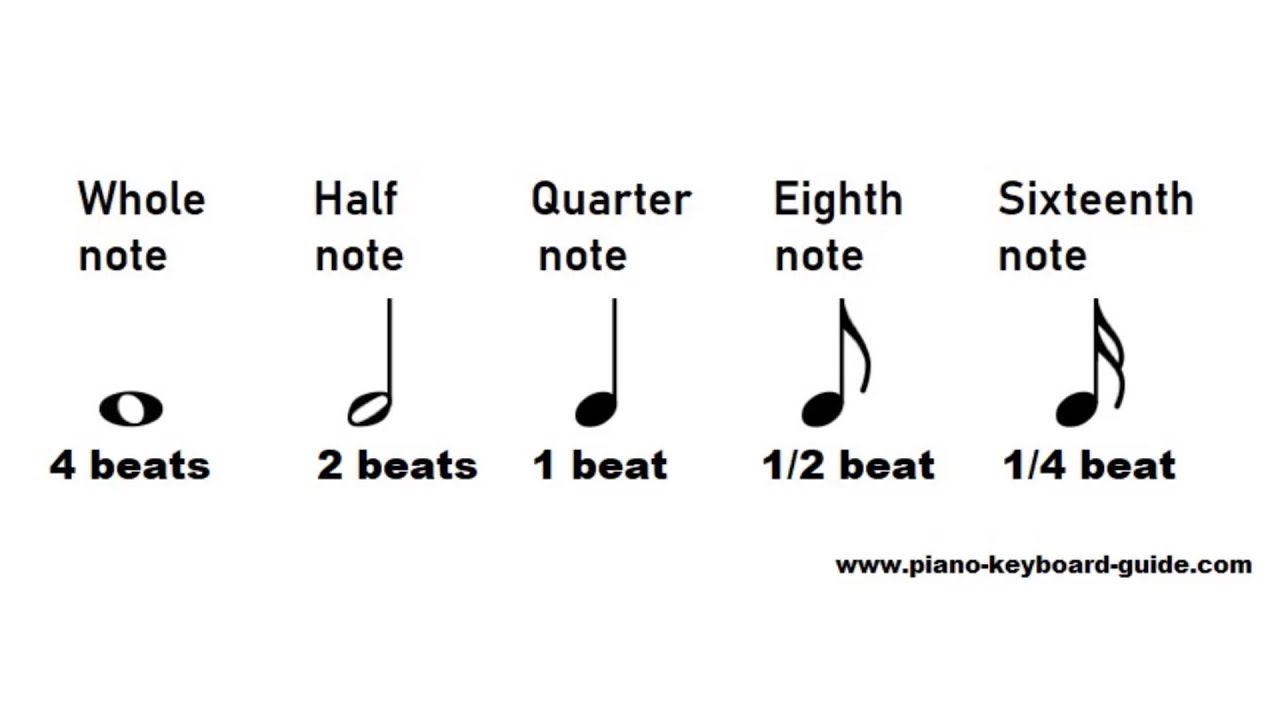 Whole note
Half note
Quarter note
Eighth note
Sixteenth note
4 beats
2 beats
1 beat
1/2 beat
1/4 beat
www.piano-keyboard-guide.com